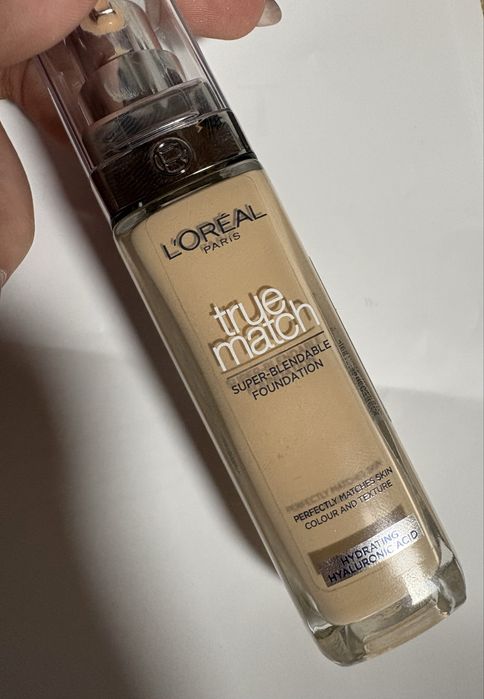 L'ORÉAL
PARIS
true
match
SUPER-BLENDABLE
FOUNDATION
PERFECTLY MATCHES SKIN
COLOUR AND TEXTURE
HYDRATING
HYALURONIC ACID